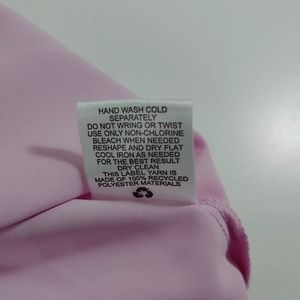 HAND WASH COLD
SEPARATELY
DO NOT WRING OR TWIST
USE ONLY NON-CHLORINE
BLEACH WHEN NEEDED
RESHAPE AND DRY FLAT
COOL IRON AS NEEDED
FOR THE BEST RESULT
DRY CLEAN
THIS LABEL YARN IS
MADE OF 100% RECYCLED
POLYESTER MATERIALS